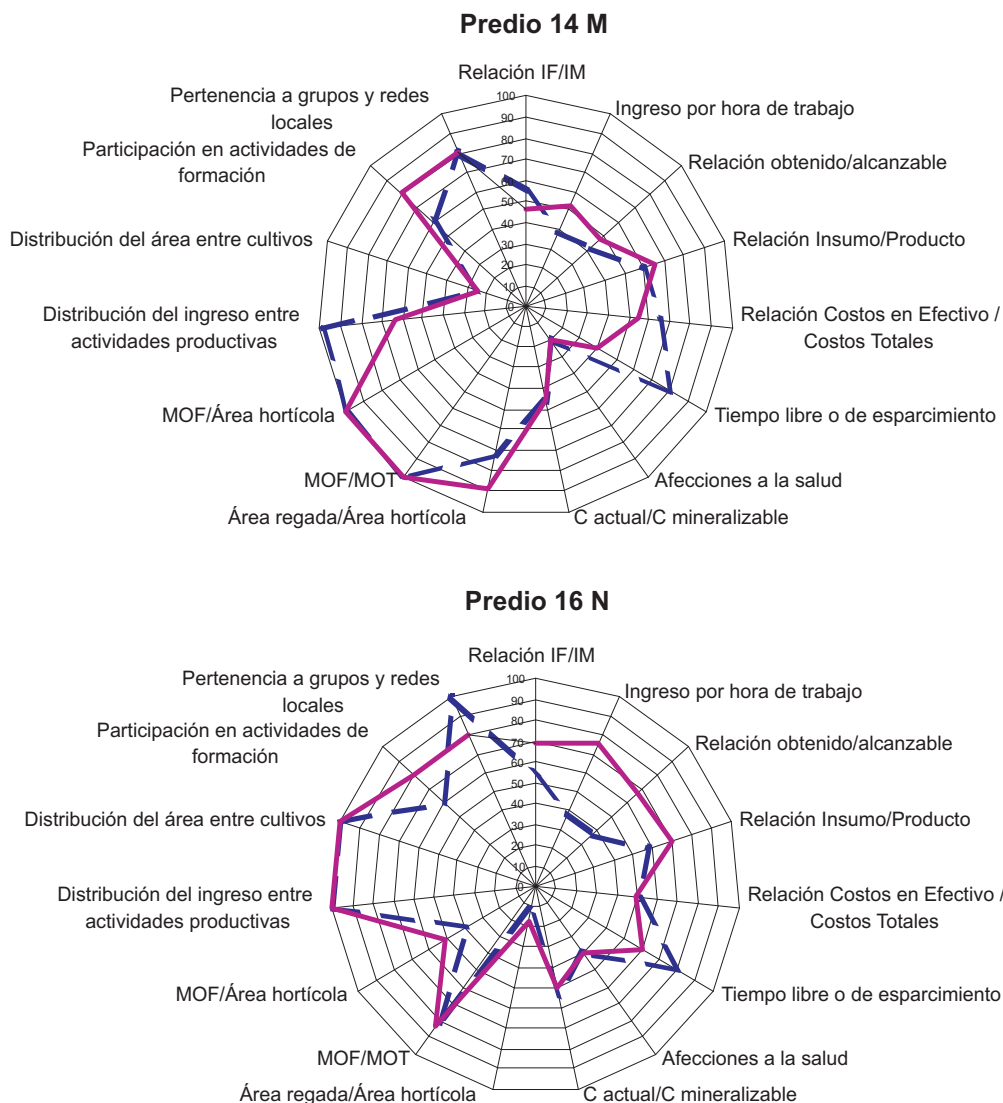 Predio 14 M
Relación IF/IM
Pertenencia a grupos y redes
locales
Ingreso por hora de trabajo
Participación en actividades de
formación
Relación obtenido/alcanzable
Distribución del área entre cultivos
Relación Insumo/Producto
Distribución del ingreso entre
actividades productivas
Relación Costos en Efectivo /
Costos Totales
MOF/Área hortícola
Tiempo libre o de esparcimiento
MOF/MOT
Afecciones a la salud
Área regada/Área hortícola
C actual/C mineralizable
100
90
80
70
60
50
40
30
20
10
0
Predio 16 N
Relación IF/IM
Pertenencia a grupos y redes
locales
Ingreso por hora de trabajo
Participación en actividades de
formación
Relación obtenido/alcanzable
Distribución del área entre cultivos
Relación Insumo/Producto
Distribución del ingreso entre
actividades productivas
Relación Costos en Efectivo /
Costos Totales
MOF/Área hortícola
Tiempo libre o de esparcimiento
MOF/MOT
Afecciones a la salud
Área regada/Área hortícola
C actual/C mineralizable
100
90
80
70
60
50
40
30
20
10
0